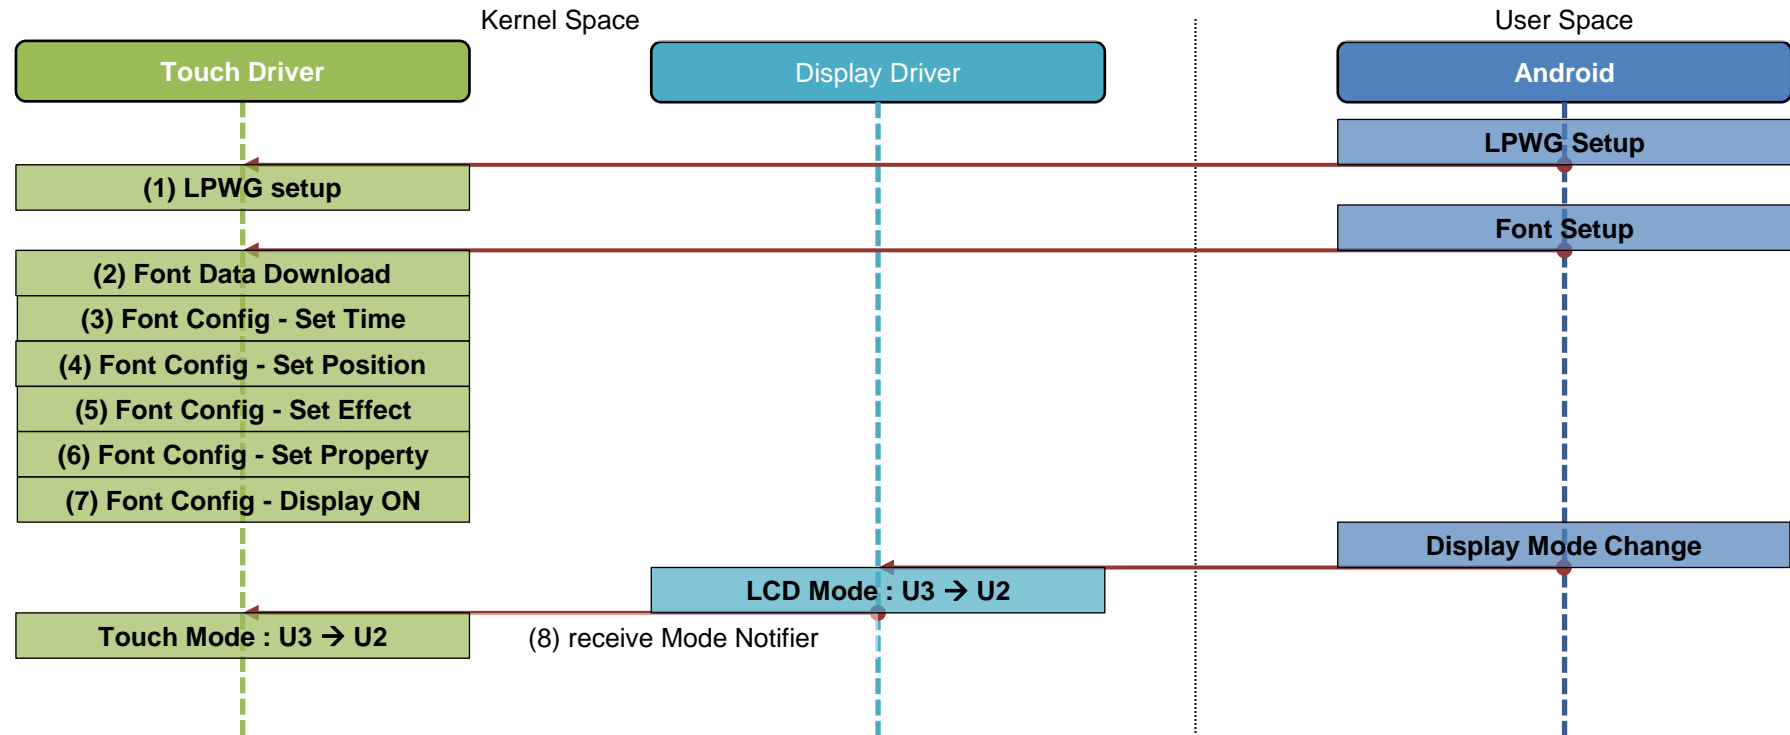 Kernel Space
User Space
Touch Driver
Display Driver
Android
LPWG Setup
(1) LPWG setup
Font Setup
(2) Font Data Download
(3) Font Config - Set Time
(4) Font Config - Set Position
(5) Font Config - Set Effect
(6) Font Config - Set Property
(7) Font Config - Display ON
Display Mode Change
LCD Mode : U3 → U2
Touch Mode : U3 → U2
(8) receive Mode Notifier